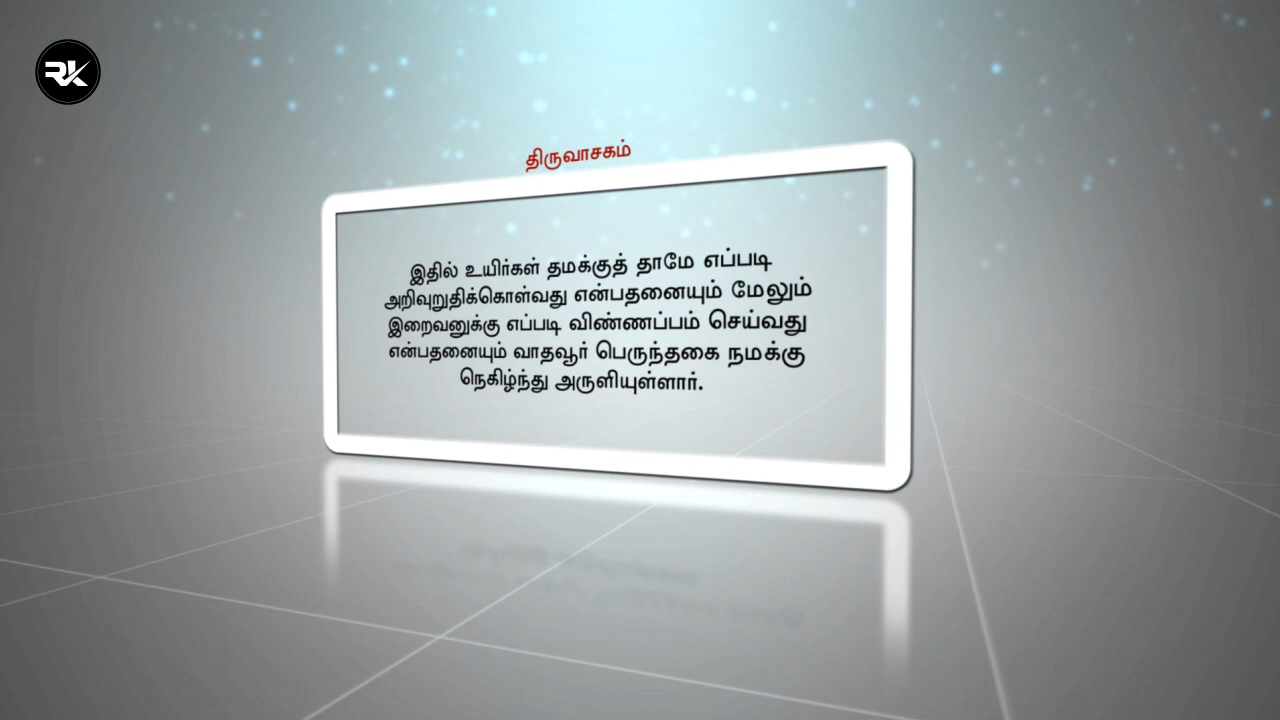 RK
திருவாசகம்
இதில் உயிர்கள் தமக்குத் தாமே எப்படி
அறிவுறுதிக்கொள்வது என்பதனையும் மேலும்
இறைவனுக்கு எப்படி விண்ணப்பம் செய்வது
என்பதனையும் வாதவூர் பெருந்தகை நமக்கு
நெகிழ்ந்து அருளியுள்ளார்.